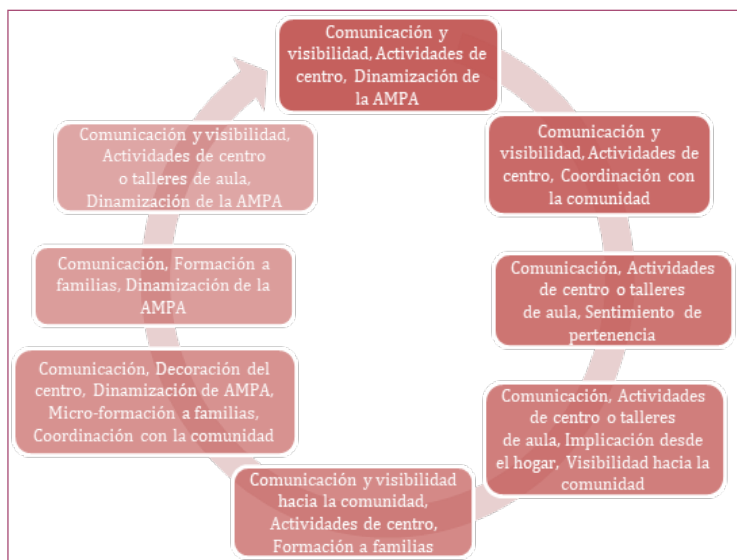 Comunicación y
visibilidad, Actividades de
centro, Dinamización de
la AMPA
Comunicación y
visibilidad, Actividades de
centro, Coordinación con
la comunidad
Comunicación, Actividades
de centro o talleres
de aula, Sentimiento de
pertenencia
Comunicación, Actividades
de centro o talleres
de aula, Implicación desde
el hogar, Visibilidad hacia la
comunidad
Comunicación y visibilidad
hacia la comunidad,
Actividades de centro,
Formación a familias
Comunicación, Decoración del
centro, Dinamización de AMPA,
Micro-formación a familias,
Coordinación con la comunidad
Comunicación, Formación a
familias, Dinamización de la
AMPA
Comunicación y visibilidad,
Actividades de centro
o talleres de aula,
Dinamización de la AMPA